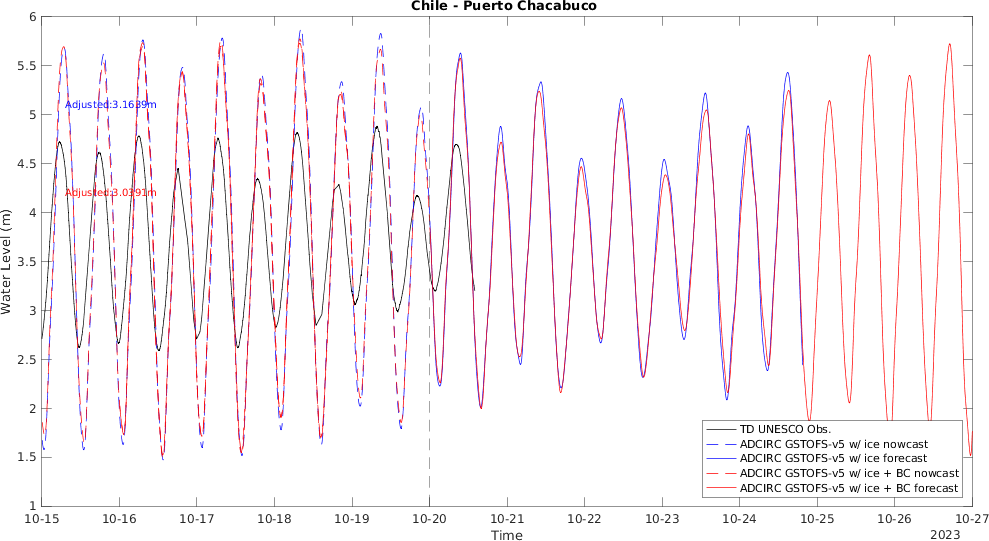 Chile - Puerto Chacabuco
Water Level (m)
6
5.5
5
4.5
4
3.5
3
2.5
2
1.5
1
Adjusted:3.1639m
Adjusted:3.0391m
TD UNESCO Obs.
ADCIRC GSTOFS-v5 w/ ice nowcast
ADCIRC GSTOFS-v5 w/ ice forecast
ADCIRC GSTOFS-v5 w/ ice + BC nowcast
ADCIRC GSTOFS-v5 w/ ice + BC forecast
10-15 10-16 10-17 10-18 10-19 10-20 10-21 10-22 10-23 10-24 10-25 10-26 10-27
Time
2023